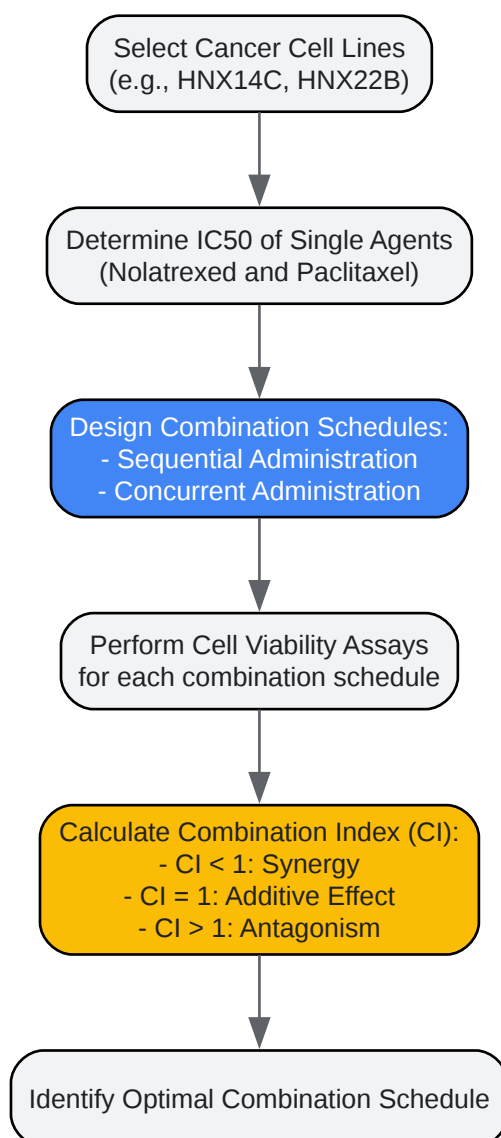 Select Cancer Cell Lines
(e.g., HNX14C, HNX22B)
Determine IC50 of Single Agents
(Nolatrexed and Paclitaxel)
Design Combination Schedules:
- Sequential Administration
- Concurrent Administration
Perform Cell Viability Assays
for each combination schedule
Calculate Combination Index (CI):
- CI < 1: Synergy
- CI = 1: Additive Effect
- CI > 1: Antagonism
Identify Optimal Combination Schedule